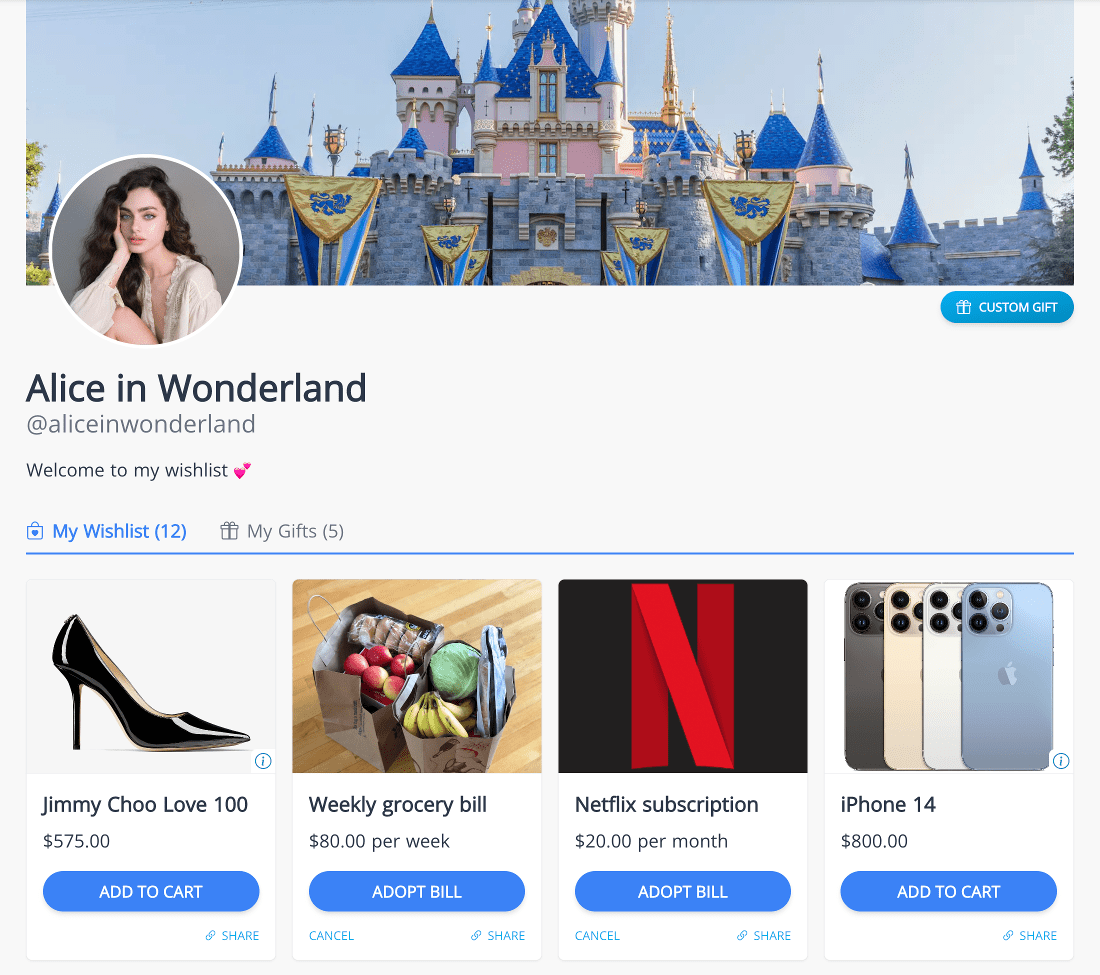 CUSTOM GIFT
Alice in Wonderland
@aliceinwonderland
Welcome to my wishlist 💕
My Wishlist (12) My Gifts (5)
Jimmy Choo Love 100
$575.00
ADD TO CART
SHARE
Weekly grocery bill
$80.00 per week
ADOPT BILL
CANCEL SHARE
N
Netflix subscription
$20.00 per month
ADOPT BILL
CANCEL SHARE
iPhone 14
$800.00
ADD TO CART
SHARE